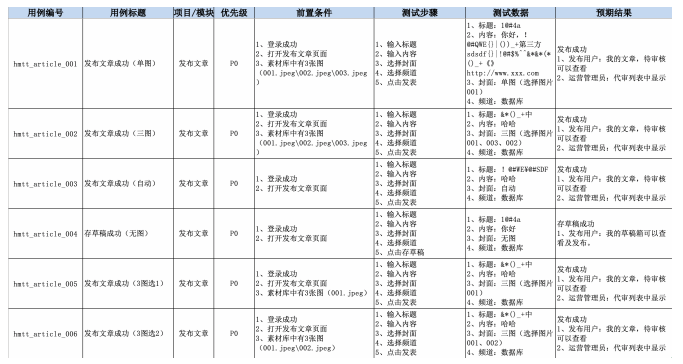 用例编号 用例标题 项目/模块 优先级 前置条件 测试步骤 测试数据 预期结果
hmtt_article_001 发布文章成功（单图） 发布文章 P0
1、登录成功
2、打开发布文章页面
3、素材库中有3张图
（001.jpeg\002.jpeg\003.jpeg
）
1、输入标题
2、输入内容
3、选择封面
4、选择频道
5、点击发表
1、标题：1@#4a
2、内容：你好，！
@#QWE{}|())_+第三方
sdsdf{}|!@#$%^^&*&*(*
()_+《》
http://www.xxx.com
3、封面：单图（选择图片
001）
4、频道：数据库
发布成功
1、发布用户：我的文章，待审核
可以查看
2、运营管理员：代审列表中显示
hmtt_article_002 发布文章成功（三图） 发布文章 P0
1、登录成功
2、打开发布文章页面
3、素材库中有3张图
（001.jpeg\002.jpeg\003.jpeg
）
1、输入标题
2、输入内容
3、选择封面
4、选择频道
5、点击发表
1、标题：&*()_+中
2、内容：哈哈
3、封面：三图（选择图片
001、003、002）
4、频道：数据库
发布成功
1、发布用户：我的文章，待审核
可以查看
2、运营管理员：代审列表中显示
hmtt_article_003 发布文章成功（自动） 发布文章 P0
1、登录成功
2、打开发布文章页面
1、输入标题
2、输入内容
3、选择封面
4、选择频道
5、点击发表
1、标题：！@#WE¥@#SDF
2、内容：哈哈
3、封面：自动
4、频道：数据库
发布成功
1、发布用户：我的文章，待审核
可以查看
2、运营管理员：代审列表中显示
hmtt_article_004 存草稿成功（无图） 发布文章 P0
1、登录成功
2、打开发布文章页面
1、输入标题
2、输入内容
3、选择封面
4、选择频道
5、点击存草稿
1、标题：1@#4a
2、内容：你好
3、封面：无图
4、频道：数据库
存草稿成功
1、发布用户：我的草稿箱可以查
看及发布。
hmtt_article_005 发布文章成功（3图选1） 发布文章 P0
1、登录成功
2、打开发布文章页面
3、素材库中有3张图（001.jpeg）
1、输入标题
2、输入内容
3、选择封面
4、选择频道
5、点击发表
1、标题：&*()_+中
2、内容：哈哈
3、封面：三图（选择图片
001）
4、频道：数据库
发布成功
1、发布用户：我的文章，待审核
可以查看
2、运营管理员：代审列表中显示
hmtt_article_006 发布文章成功（3图选2） 发布文章 P0
1、登录成功
2、打开发布文章页面
3、素材库中有3张图
（001.jpeg\002.jpeg）
1、输入标题
2、输入内容
3、选择封面
4、选择频道
5、点击发表
1、标题：&*()_+中
2、内容：哈哈
3、封面：三图（选择图片
001、002）
4、频道：数据库
发布成功
1、发布用户：我的文章，待审核
可以查看
2、运营管理员：代审列表中显示